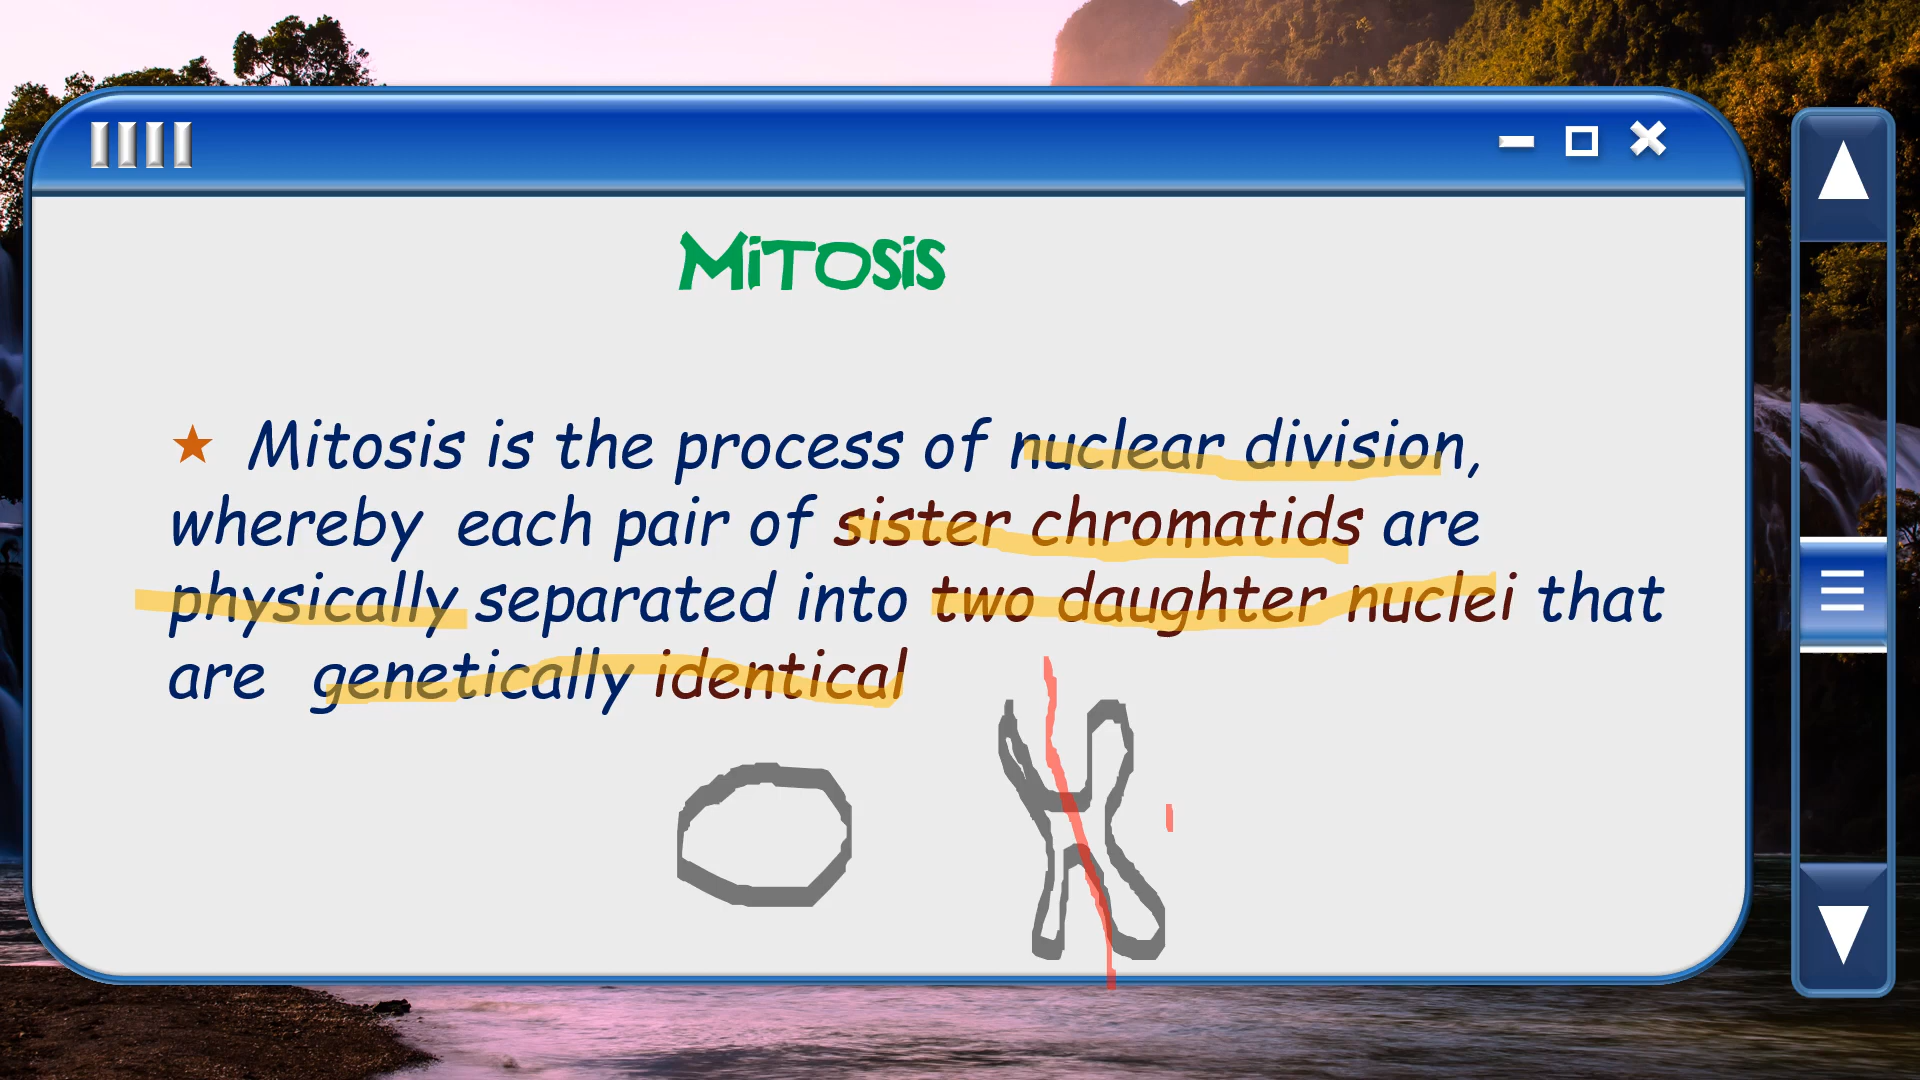 MiTOSiS
★ Mitosis is the process of nuclear division,
whereby each pair of sister chromatids are
physically separated into two daughter nuclei that
are genetically identical